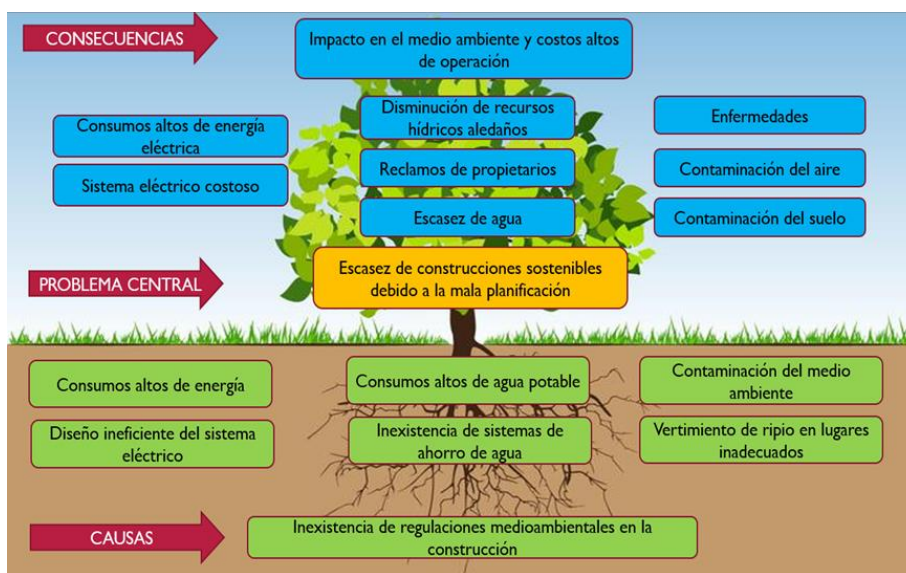 CONSECUENCIAS
Impacto en el medio ambiente y costos altos
de operación
Consumos altos de energía
eléctrica
Sistema eléctrico costoso
Disminución de recursos
hídricos aledaños
Reclamos de propietarios
Escasez de agua
Enfermedades
Contaminación del aire
Contaminación del suelo
PROBLEMA CENTRAL
Escasez de construcciones sostenibles
debido a la mala planificación
Consumos altos de energía
Diseño ineficiente del sistema
eléctrico
Consumos altos de agua potable
Inexistencia de sistemas de
ahorro de agua
Contaminación del medio
ambiente
Vertimiento de ripio en lugares
inadecuados
CAUSAS
Inexistencia de regulaciones medioambientales en la
construcción